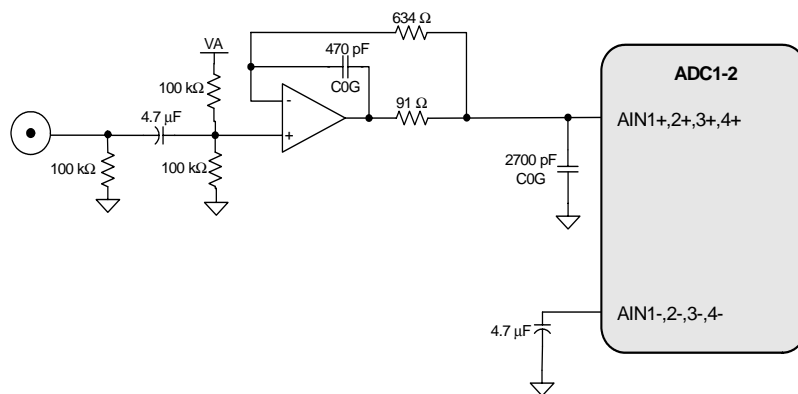 634 Ω
VA
470 pF
C0G
ADC1-2
100 kΩ
4.7 µF
-
+
91 Ω
AIN1+,2+,3+,4+
100 kΩ
100 kΩ
2700 pF
C0G
AIN1-,2-,3-,4-
4.7 µF